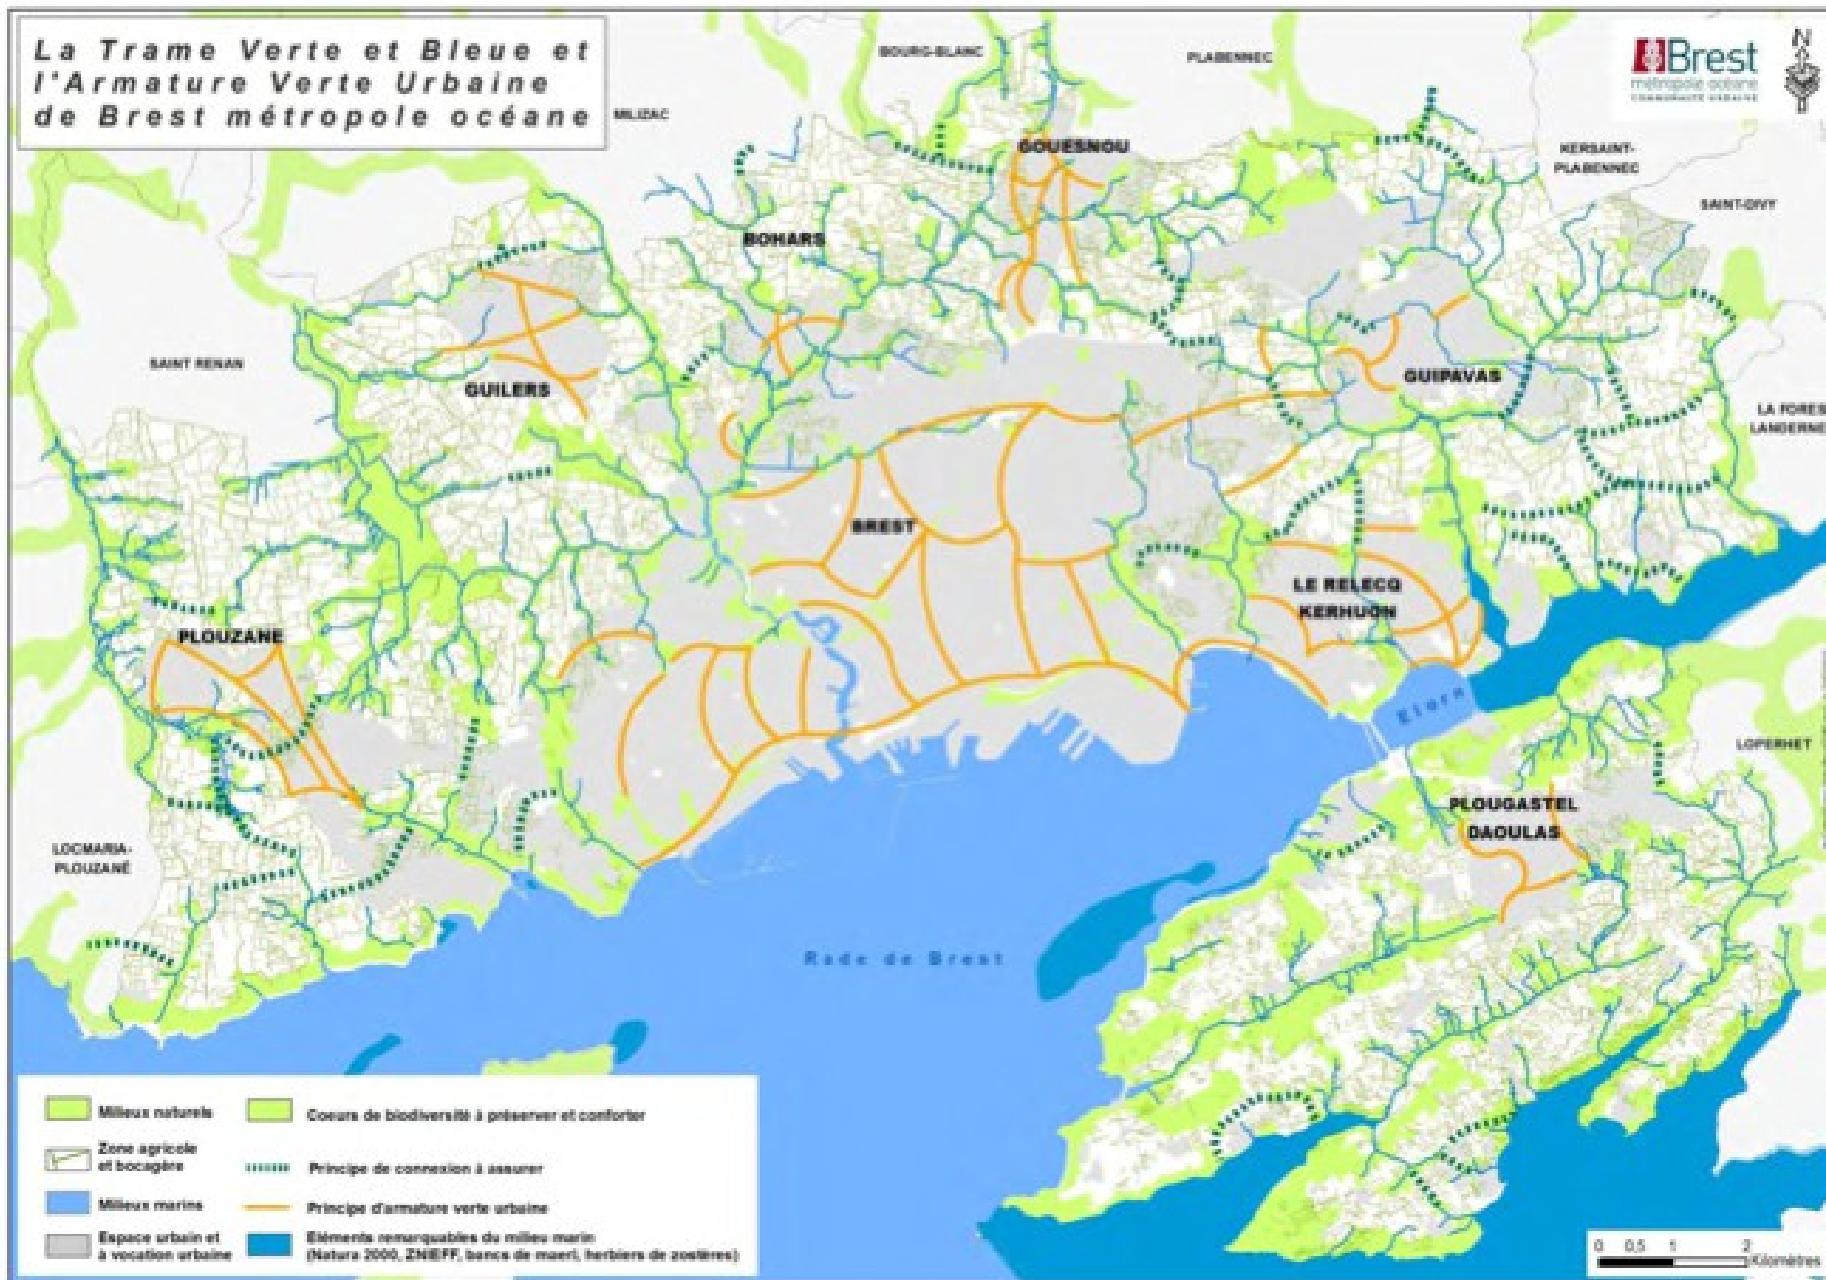 La Trame Verte et Bleue et
l'Armature Verte Urbaine
de Brest métropole océane
BOURG-BLANC
PLABENNEC
Brest
métropole océane
COMMUNAUTÉ URBAINE
N
MILIZAC
GOUESNOU
KERSAINT-
PLABENNEC
SAINT-DIVY
BOHARS
SAINT RENAN
GUILERS
GUIPAVAS
LA FORES
LANDERNE
BREST
LE RELECQ
KERHUON
PLOUZANE
Elorn
LOPERHET
PLOUGASTEL
DAOULAS
LOCMARIA-
PLOUZANÉ
Rade de Brest
Milieux naturels
Coeurs de biodiversité à préserver et conforter
Zone agricole
et bocagère
Principe de connexion à assurer
Milieux marins
Principe d'armature verte urbaine
Espace urbain et
à vocation urbaine
Eléments remarquables du milieu marin
(Natura 2000, ZNIEFF, bancs de maerl, herbiers de zostères)
0 0,5 1 2
Kilomètres